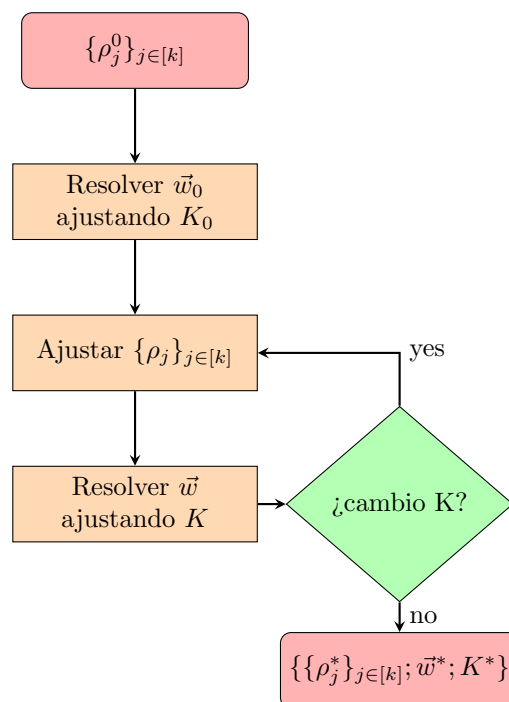 {ρ_j^0}_{j∈[k]}
Resolver w⃗_0
ajustando K_0
Ajustar {ρ_j}_{j∈[k]}
yes
Resolver w⃗
ajustando K
¿cambio K?
no
{{ρ_j^*}_{j∈[k]}; w⃗^*; K^*}